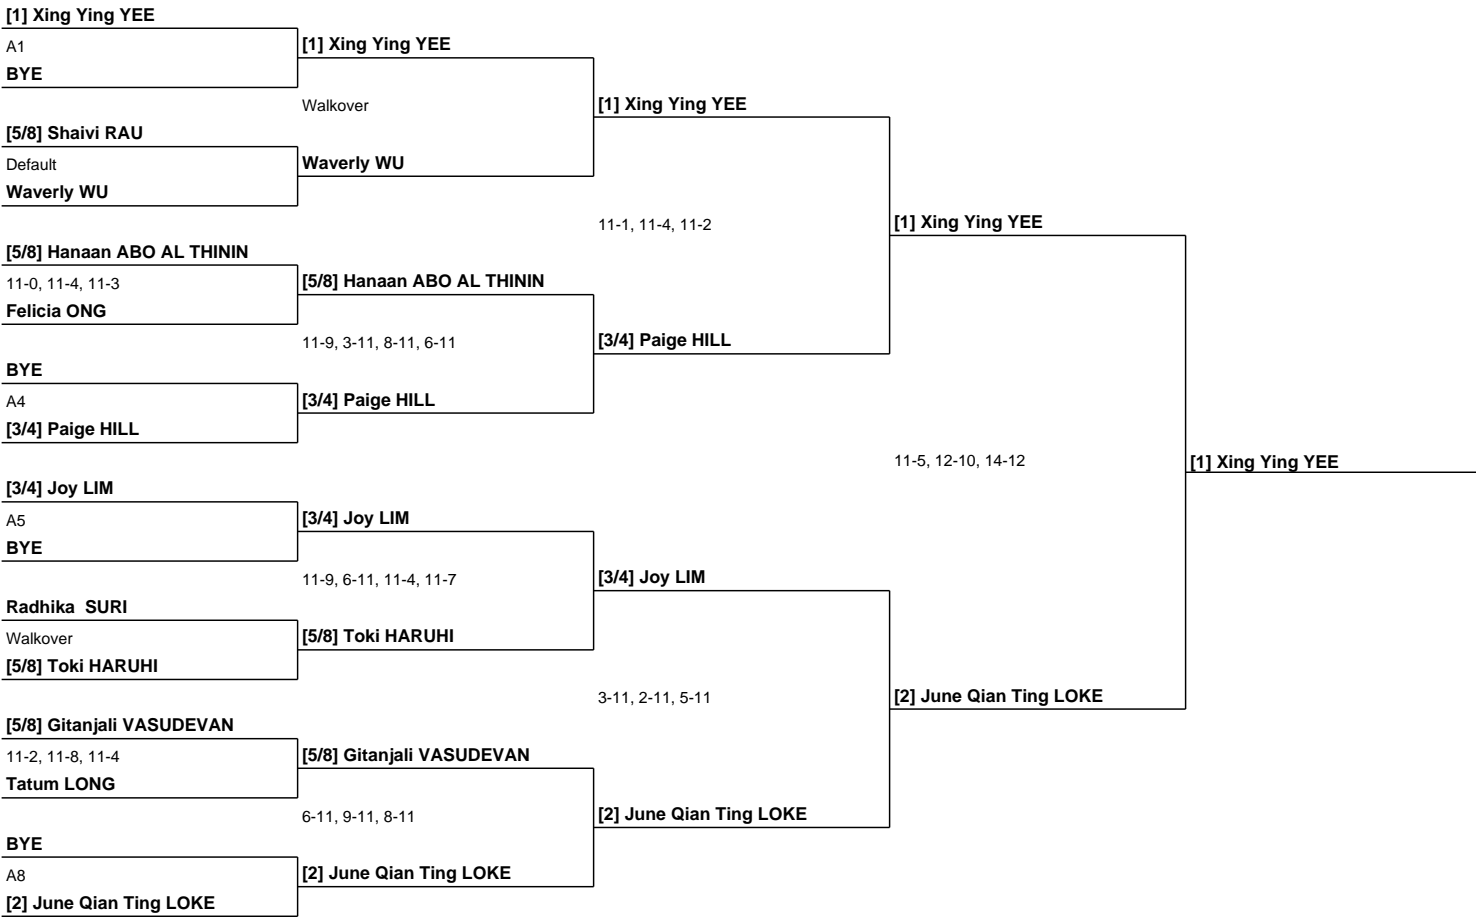 [1] Xing Ying YEE
A1
BYE
[5/8] Shaivi RAU
Default
Waverly WU
[5/8] Hanaan ABO AL THININ
11-0, 11-4, 11-3
Felicia ONG
BYE
A4
[3/4] Paige HILL
[3/4] Joy LIM
A5
BYE
Radhika  SURI
Walkover
[5/8] Toki HARUHI
[5/8] Gitanjali VASUDEVAN
11-2, 11-8, 11-4
Tatum LONG
BYE
A8
[2] June Qian Ting LOKE
[1] Xing Ying YEE
Walkover
Waverly WU
[5/8] Hanaan ABO AL THININ
11-9, 3-11, 8-11, 6-11
[3/4] Paige HILL
[3/4] Joy LIM
11-9, 6-11, 11-4, 11-7
[5/8] Toki HARUHI
[5/8] Gitanjali VASUDEVAN
6-11, 9-11, 8-11
[2] June Qian Ting LOKE
[1] Xing Ying YEE
11-1, 11-4, 11-2
[3/4] Paige HILL
[3/4] Joy LIM
3-11, 2-11, 5-11
[2] June Qian Ting LOKE
[1] Xing Ying YEE
11-5, 12-10, 14-12
[2] June Qian Ting LOKE
[1] Xing Ying YEE